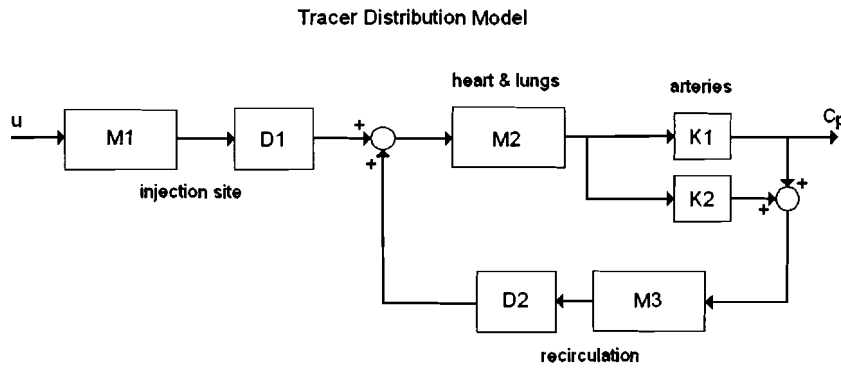 Tracer Distribution Model
heart & lungs
arteries
u
M1
D1
+
+
M2
K1
Cp
injection site
K2
+
+
D2
M3
recirculation